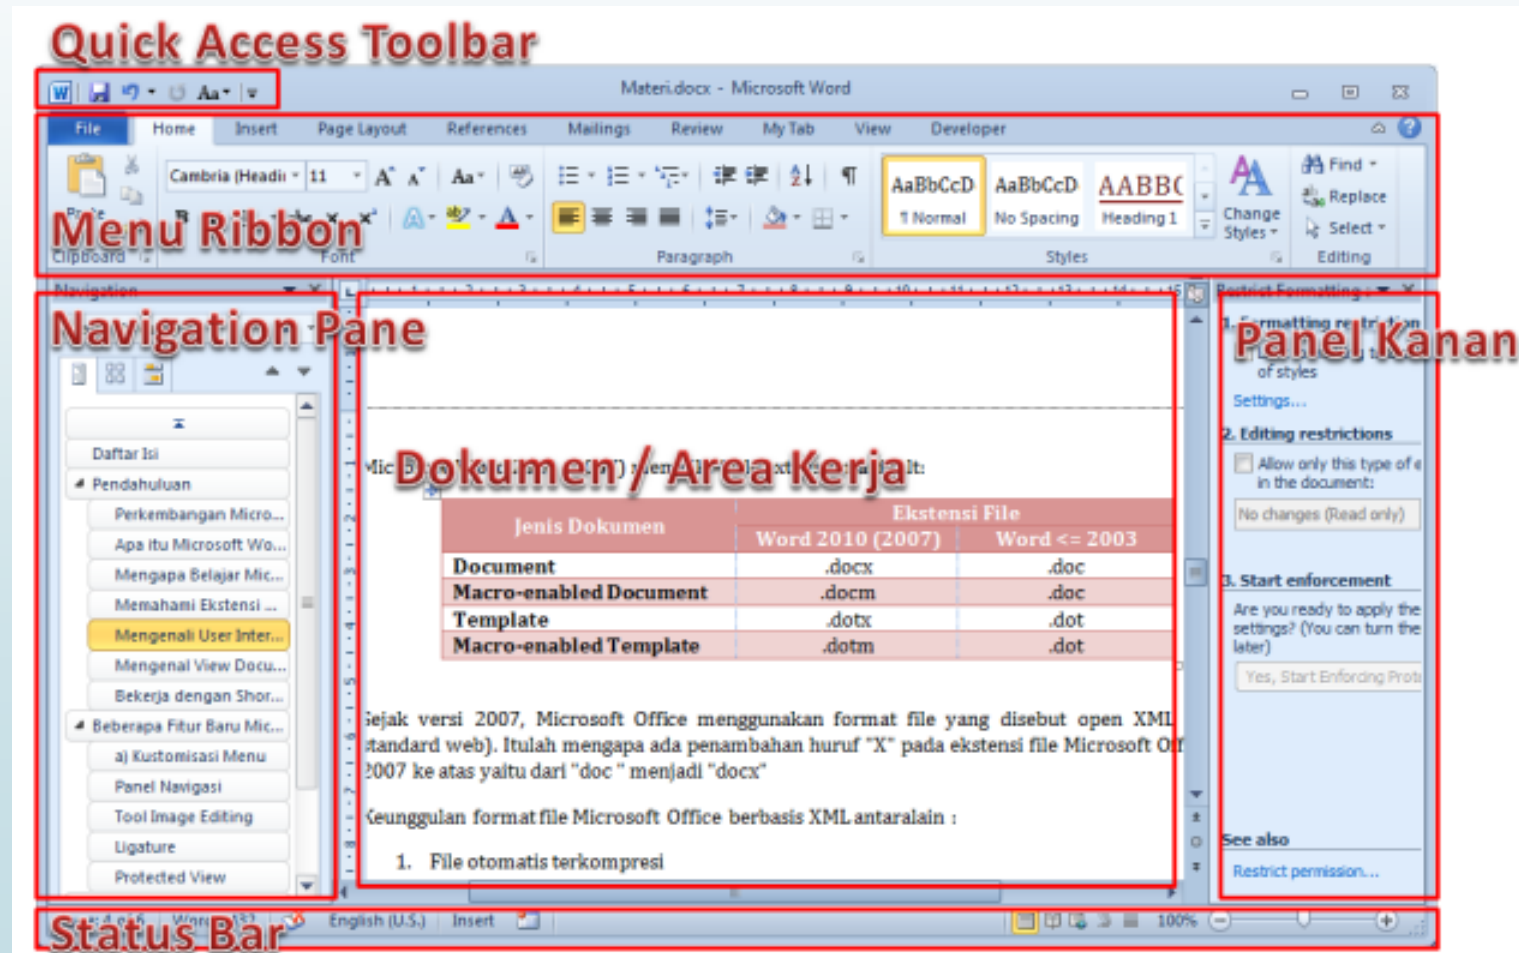 Quick Access Toolbar
W Aa
Materi.docx - Microsoft Word
File Home Insert Page Layout References Mailings Review My Tab View Developer
Cambria (Headin 11 A A Aa
AaBbCcD AaBbCcD AABBC
¶ Normal No Spacing Heading 1
Change
Styles
Find
Replace
Select
Menu Ribbon
Clipboard Font Paragraph Styles Editing
Navigation
Navigation Pane
Daftar Isi
Pendahuluan
Perkembangan Micro...
Apa itu Microsoft Wo...
Mengapa Belajar Mic...
Memahami Ekstensi ...
Mengenali User Inter...
Mengenal View Docu...
Bekerja dengan Shor...
Beberapa Fitur Baru Mic...
a) Kustomisasi Menu
Panel Navigasi
Tool Image Editing
Ligature
Protected View
Dokumen / Area Kerja
Jenis Dokumen Ekstensi File
Word 2010 (2007) Word <= 2003
Document .docx .doc
Macro-enabled Document .docm .doc
Template .dotx .dot
Macro-enabled Template .dotm .dot
Sejak versi 2007, Microsoft Office menggunakan format file yang disebut open XML
standard web). Itulah mengapa ada penambahan huruf "X" pada ekstensi file Microsoft Off
2007 ke atas yaitu dari "doc " menjadi "docx"
Keunggulan format file Microsoft Office berbasis XML antaralain :
1. File otomatis terkompresi
Restrict Formatting
1. Formatting restriction
Panel Kanan
of styles
Settings...
2. Editing restrictions
Allow only this type of e
in the document:
No changes (Read only)
3. Start enforcement
Are you ready to apply the
settings? (You can turn the
later)
Yes, Start Enforcing Prot
See also
Restrict permission...
Status Bar
English (U.S.) Insert 100%